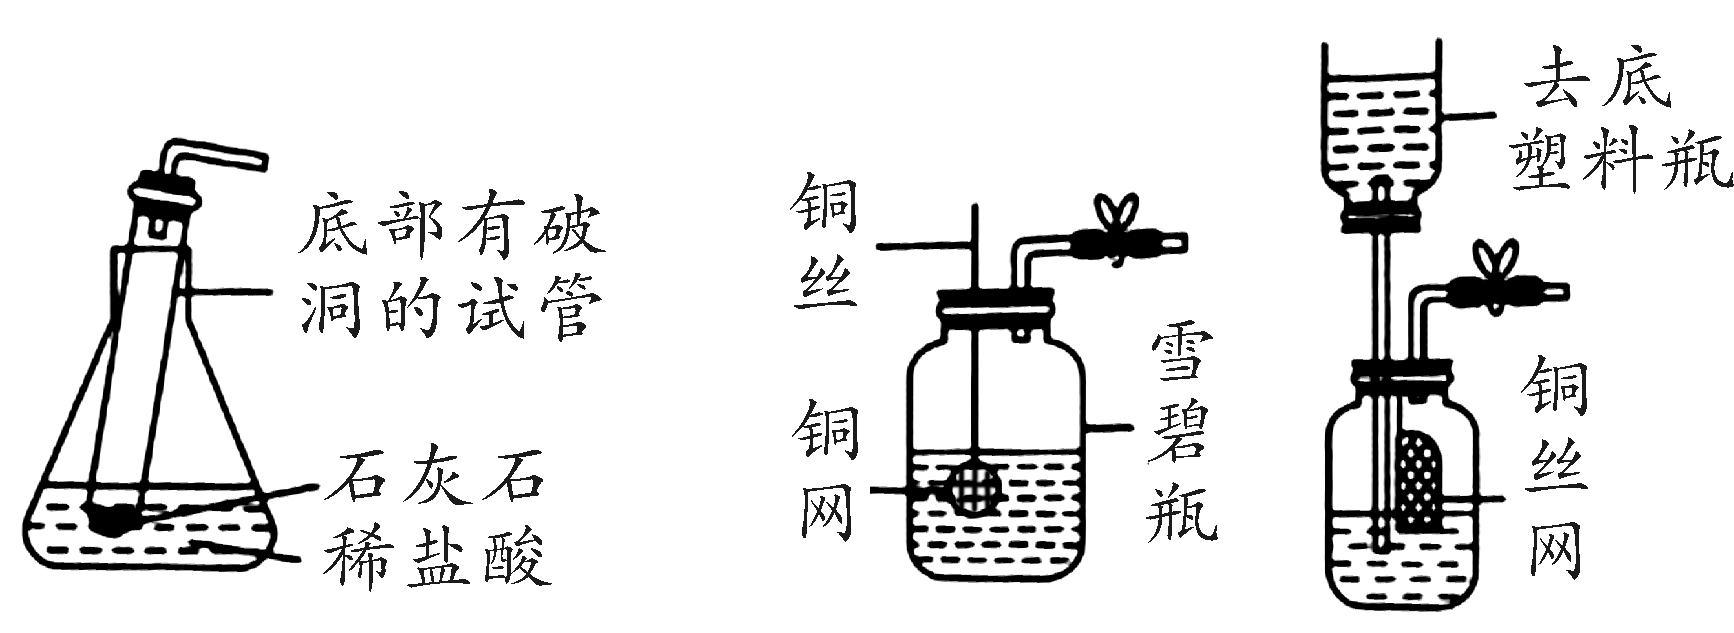 底部有破
洞的试管
石灰石
稀盐酸
铜
丝
铜
网
雪
碧
瓶
去底
塑料瓶
铜
丝
网